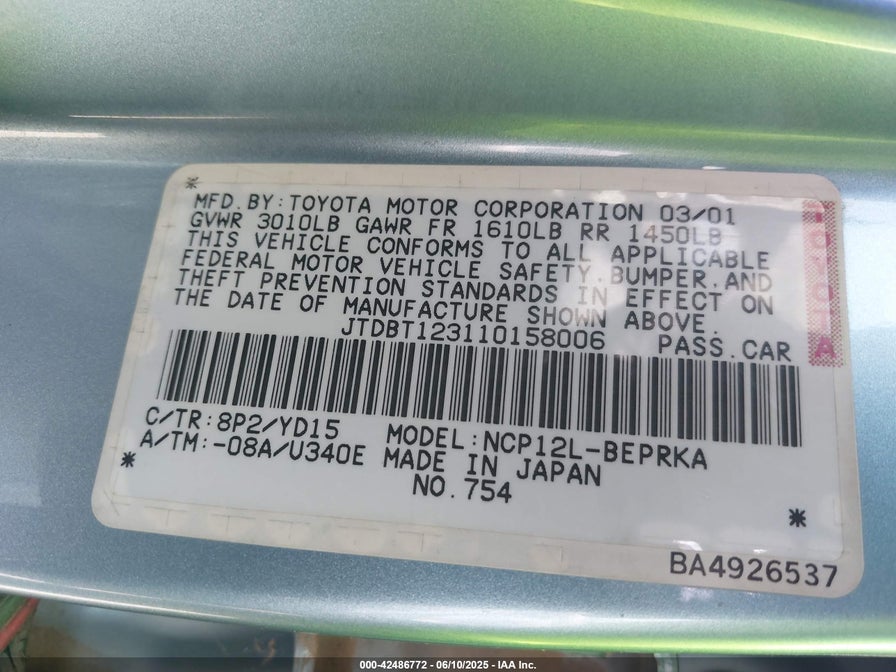 *
MFD.BY:TOYOTA MOTOR CORPORATION 03/01
GVWR 3010LB GAWR FR 1610LB RR 1450LB
THIS VEHICLE CONFORMS TO ALL APPLICABLE
FEDERAL MOTOR VEHICLE SAFETY,BUMPER,AND
THEFT PREVENTION STANDARDS IN EFFECT ON
THE DATE OF MANUFACTURE SHOWN ABOVE.
JTDBT123110158006 PASS.CAR
TOYOTA
C/TR:8P2/YD15 MODEL:NCP12L-BEPRKA
A/TM:-08A/U340E MADE IN JAPAN
* NO.754 *
BA4926537
000-42486772 - 06/10/2025 - IAA Inc.